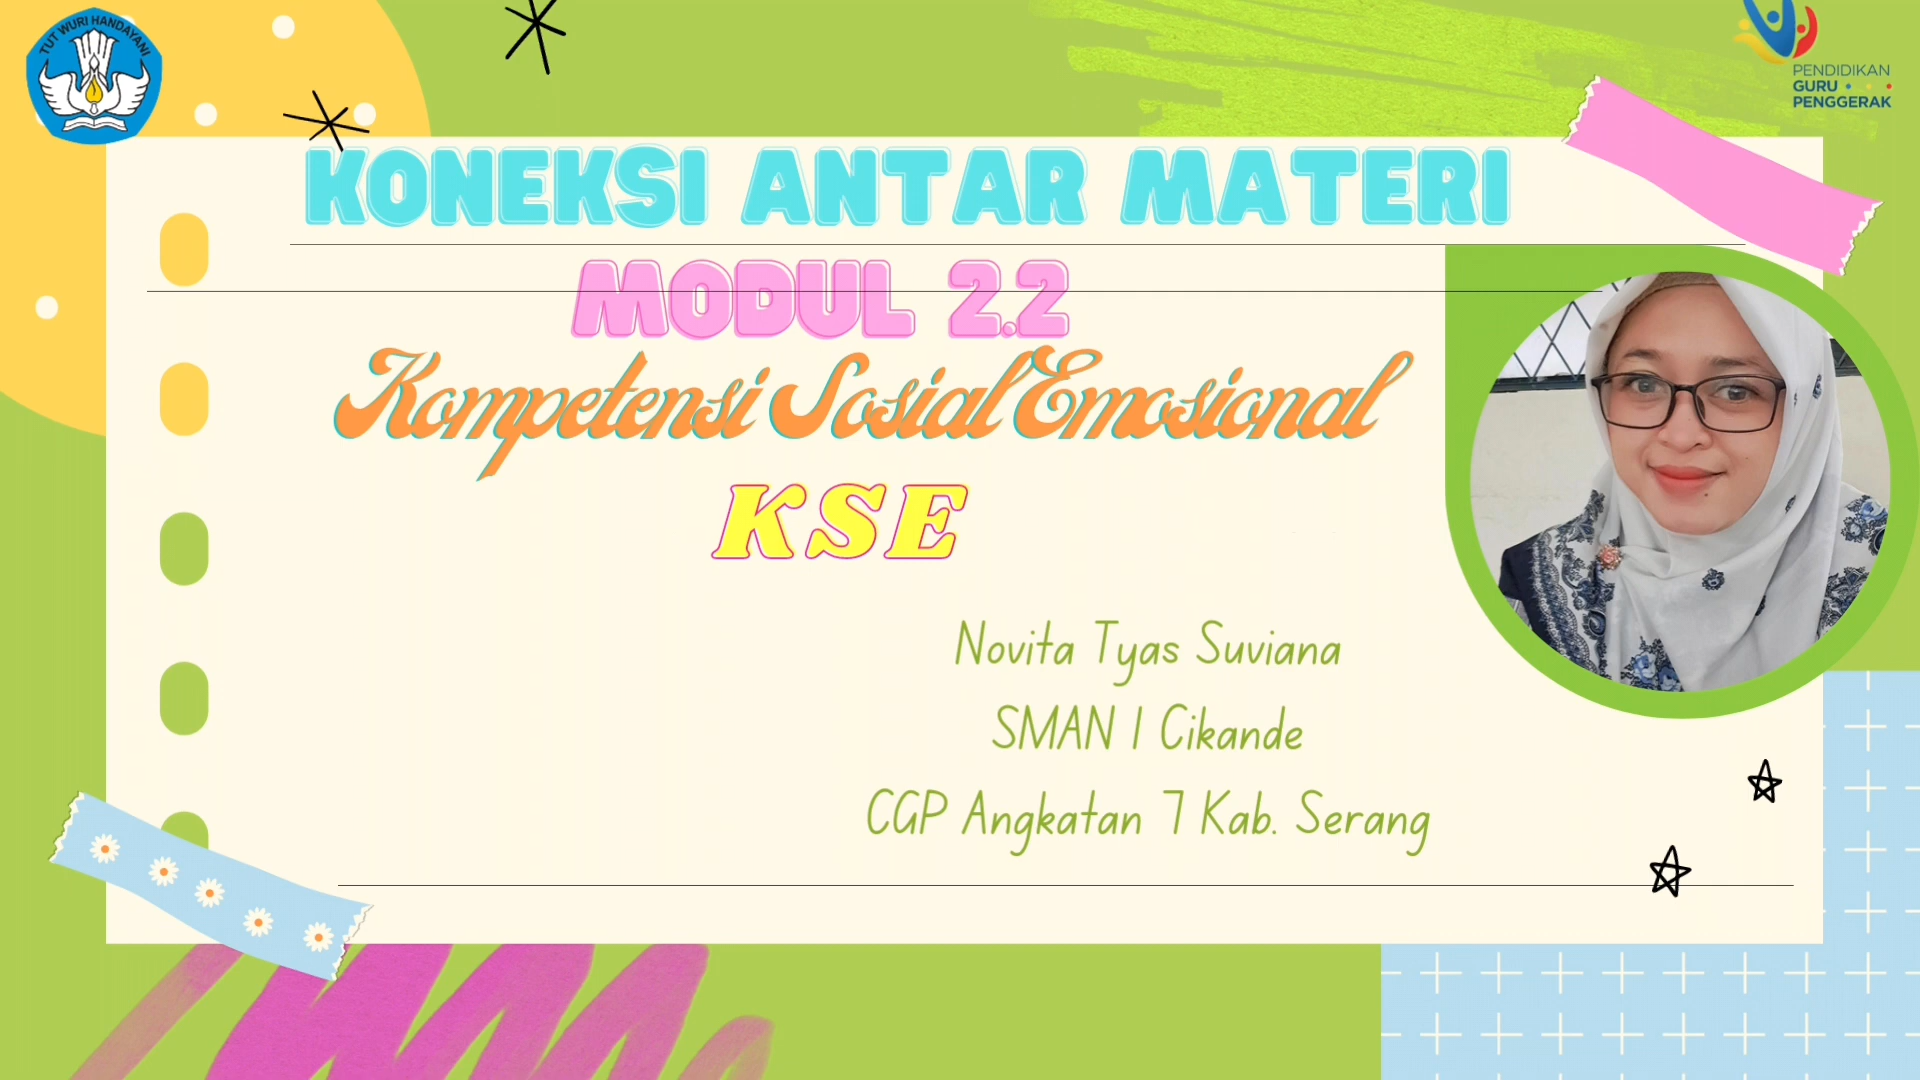 TUT WURI HANDAYANI
PENDIDIKAN
GURU
PENGGERAK
KONEKSI ANTAR MATERI
MODUL 2.2
Kompetensi Sosial Emosional
KSE
Novita Tyas Suviana
SMAN 1 Cikande
CGP Angkatan 7 Kab. Serang